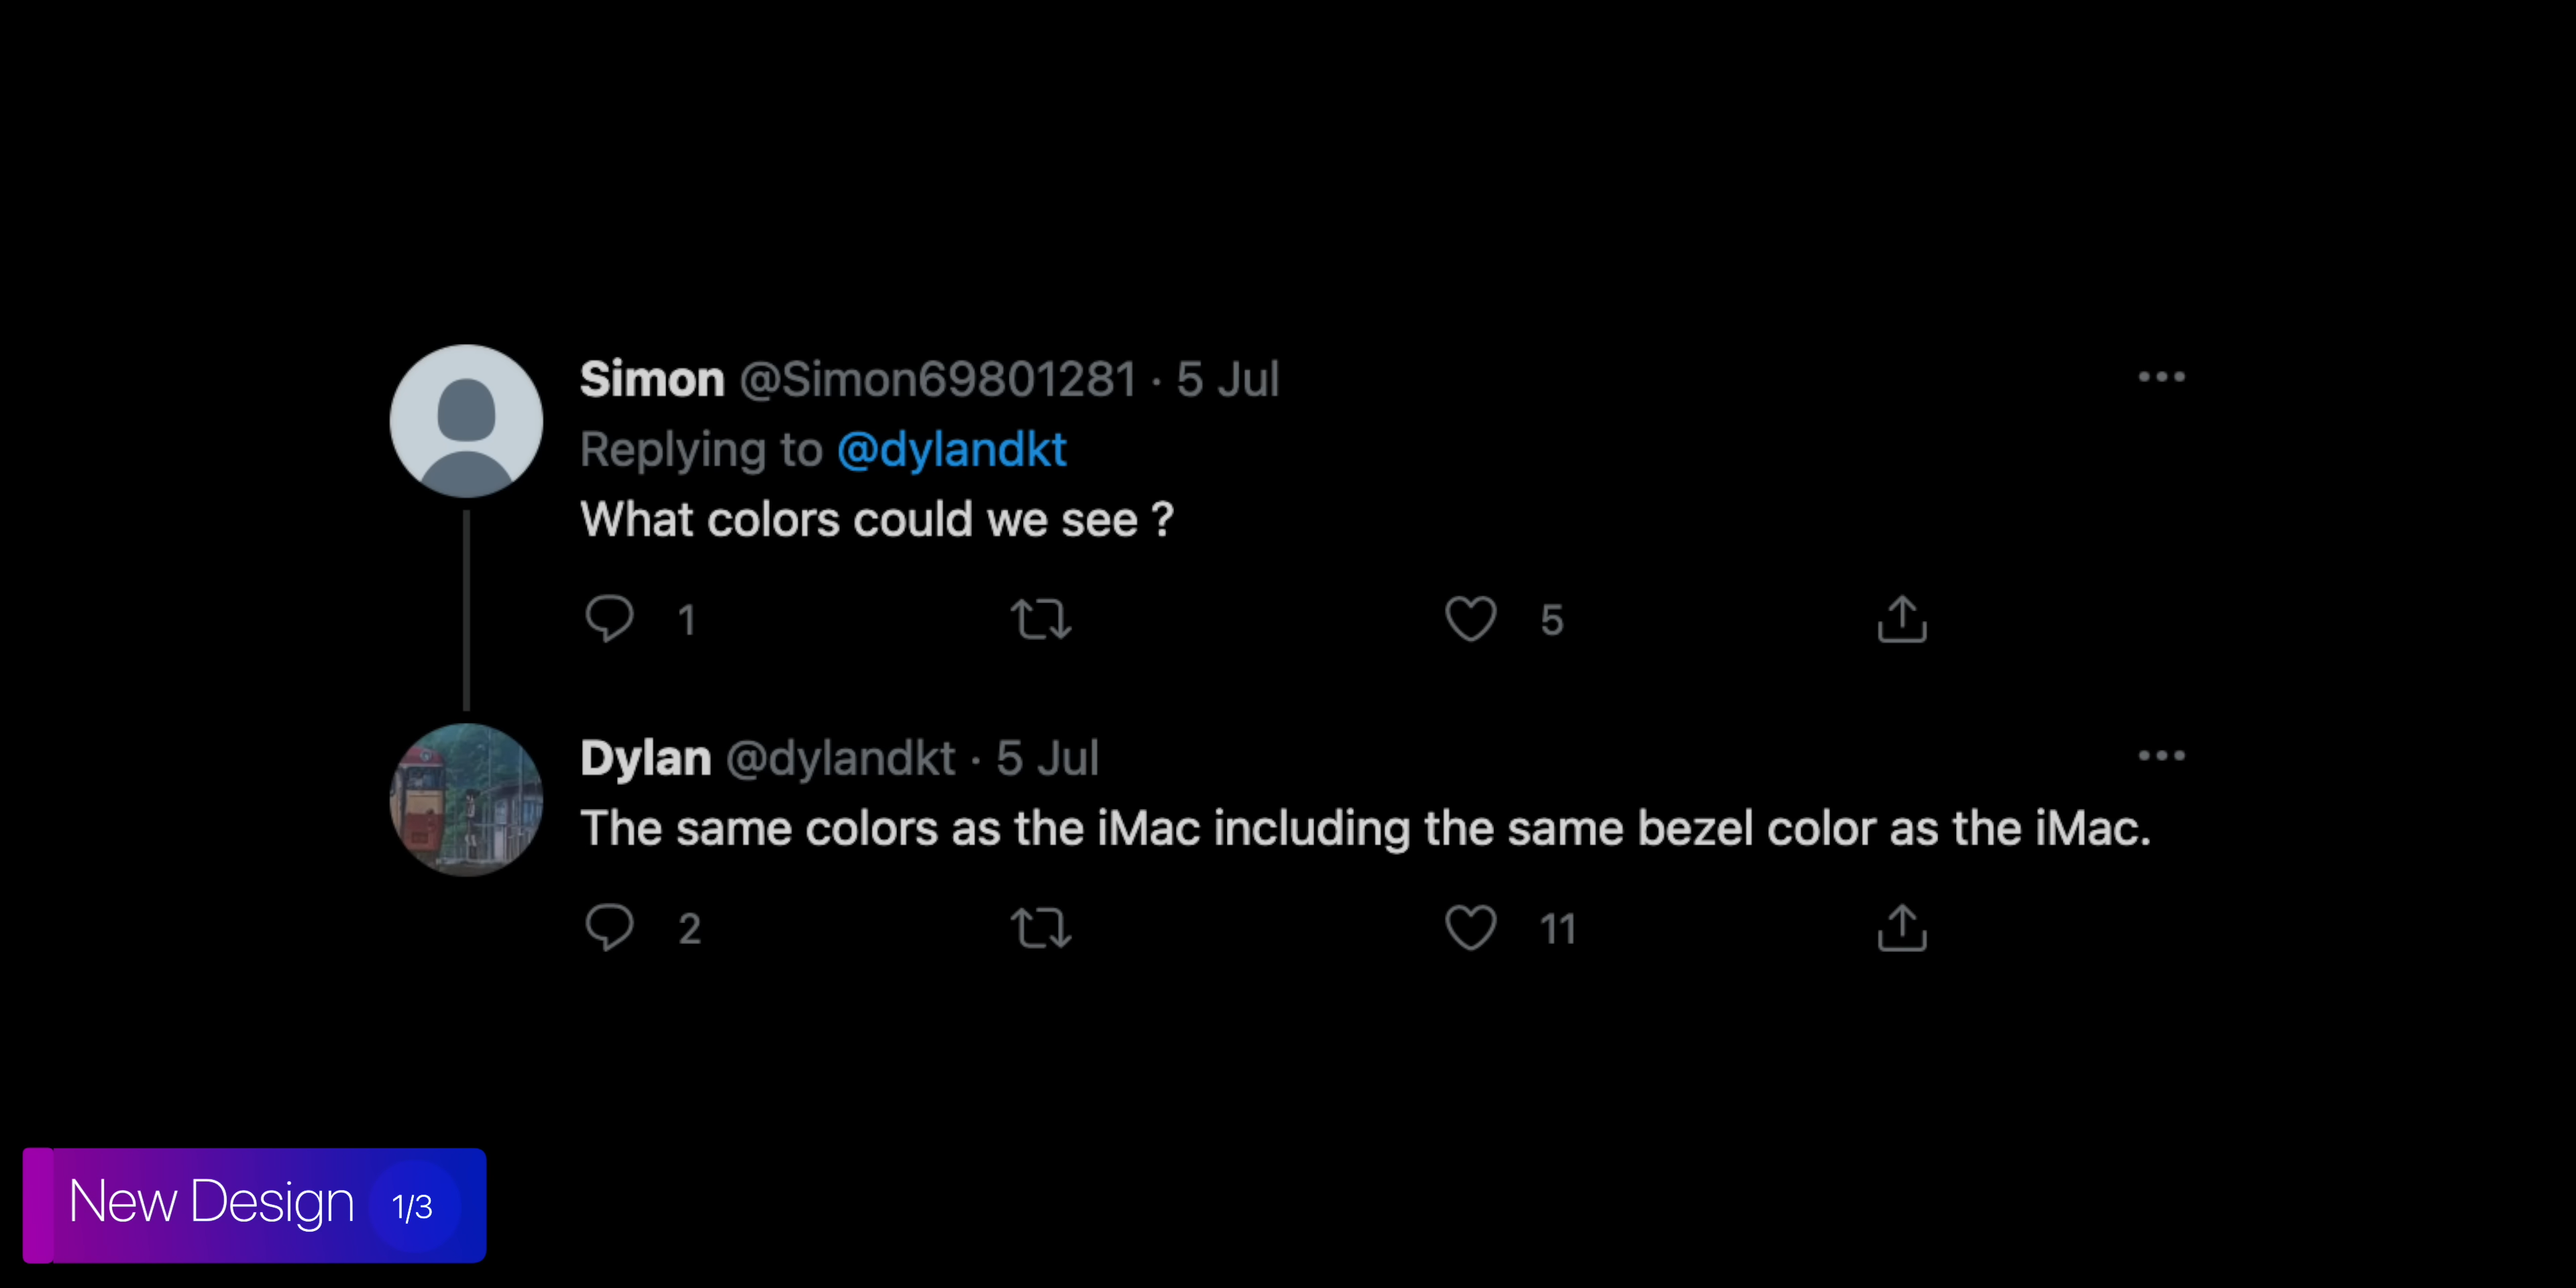 Simon @Simon69801281 · 5 Jul
Replying to @dylandkt
What colors could we see ?
1 5
Dylan @dylandkt · 5 Jul
The same colors as the iMac including the same bezel color as the iMac.
2 11
New Design 1/3